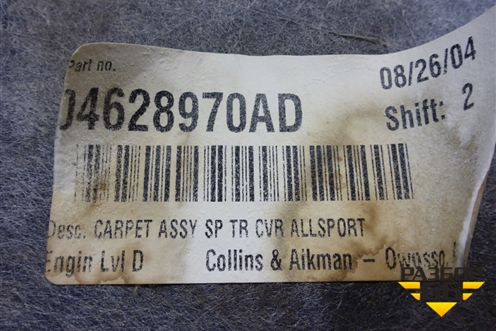 Part no.
04628970AD
08/26/04
Shift: 2
Desc. CARPET ASSY SP TR CVR ALLSPORT
Engin Lvl D Collins & Aikman - Owosso,